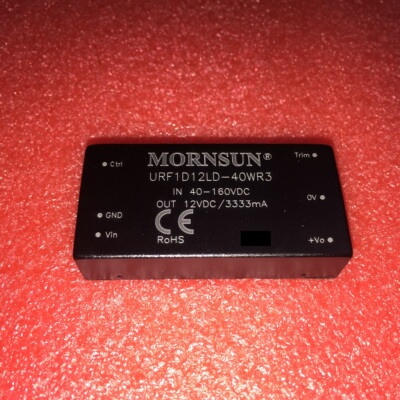 MORNSUN®
Ctrl
Trim
URF1D12LD-40WR3
IN 40-160VDC
OUT 12VDC/3333mA
0V
GND
CE
Vin
RoHS
+Vo